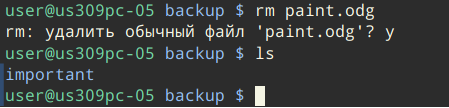 user@us309pc-05 backup $ rm paint.odg
rm: удалить обычный файл 'paint.odg'? y
user@us309pc-05 backup $ ls
important
user@us309pc-05 backup $